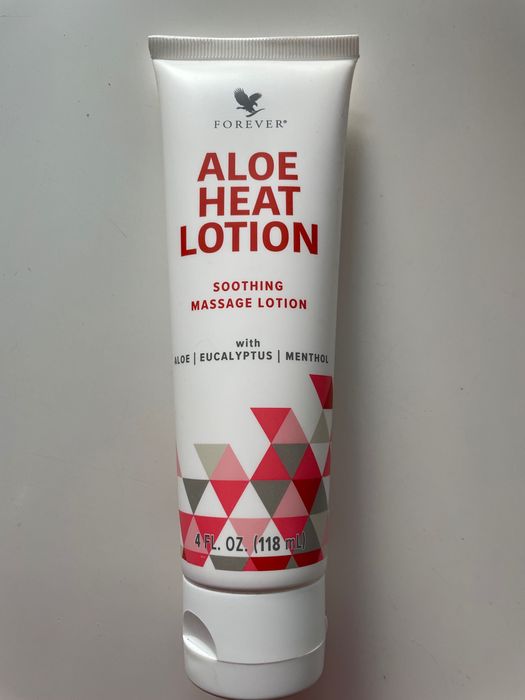 FOREVER®
ALOE
HEAT
LOTION
SOOTHING
MASSAGE LOTION
with
ALOE | EUCALYPTUS | MENTHOL
4 FL. OZ. (118 mL)